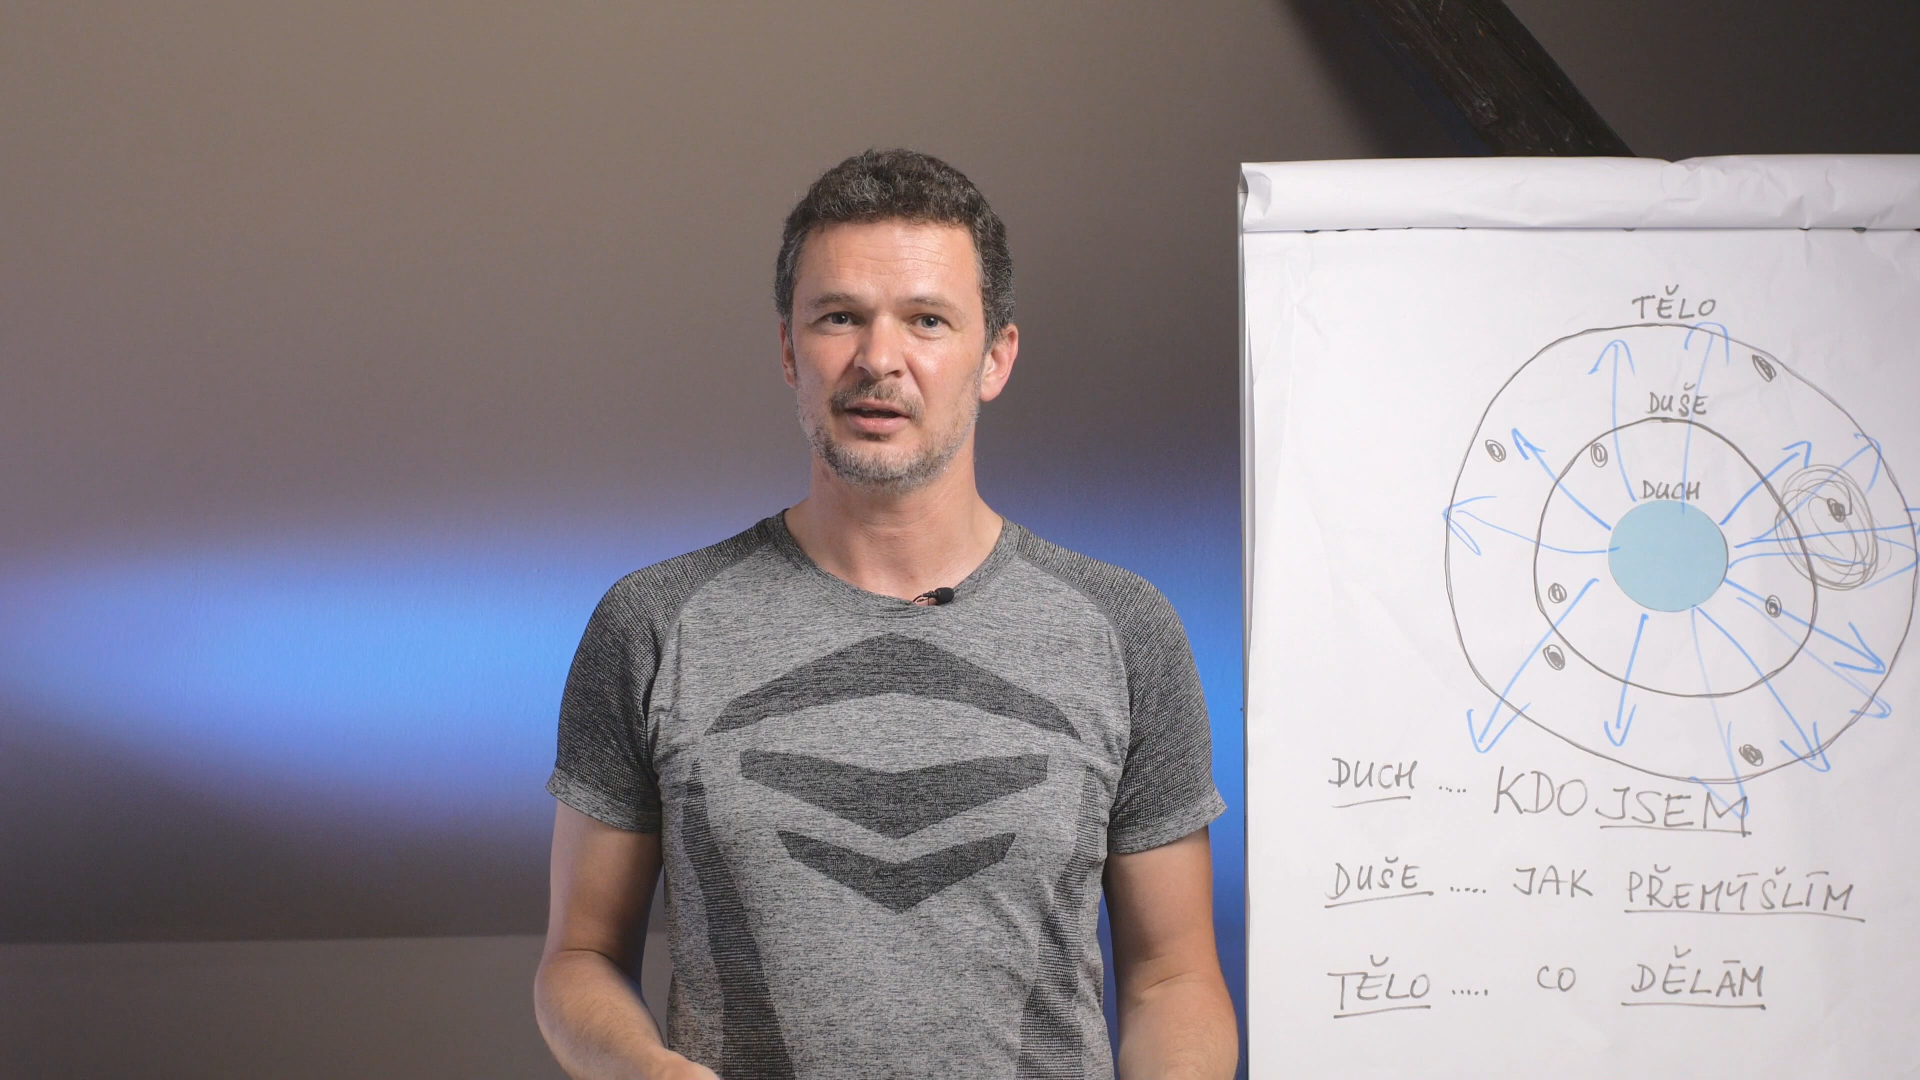 TĚLO
DUŠE
DUCH
DUCH .... KDO JSEM
DUŠE ..... JAK PŘEMÝŠLÍM
TĚLO ..... CO DĚLÁM